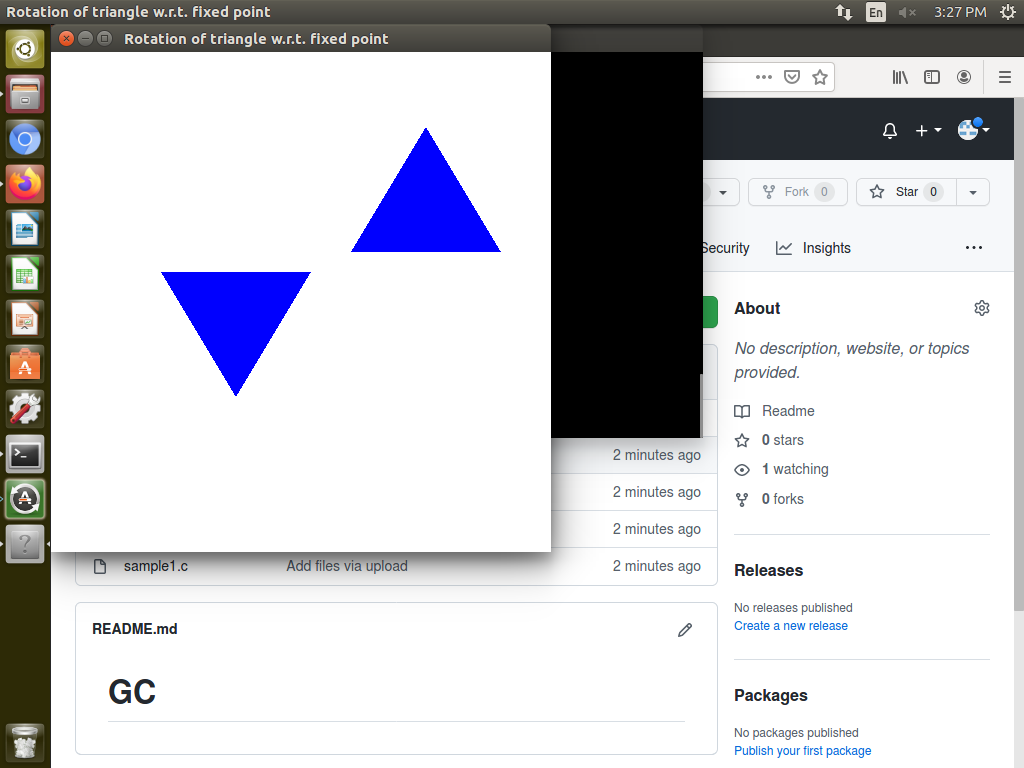 Rotation of triangle w.r.t. fixed point
En
3:27 PM
Rotation of triangle w.r.t. fixed point
Fork 0
Star 0
Security
Insights
About
No description, website, or topics
provided.
Readme
0 stars
1 watching
0 forks
2 minutes ago
2 minutes ago
2 minutes ago
sample1.c Add files via upload 2 minutes ago
Releases
No releases published
Create a new release
README.md
GC
Packages
No packages published
Publish your first package